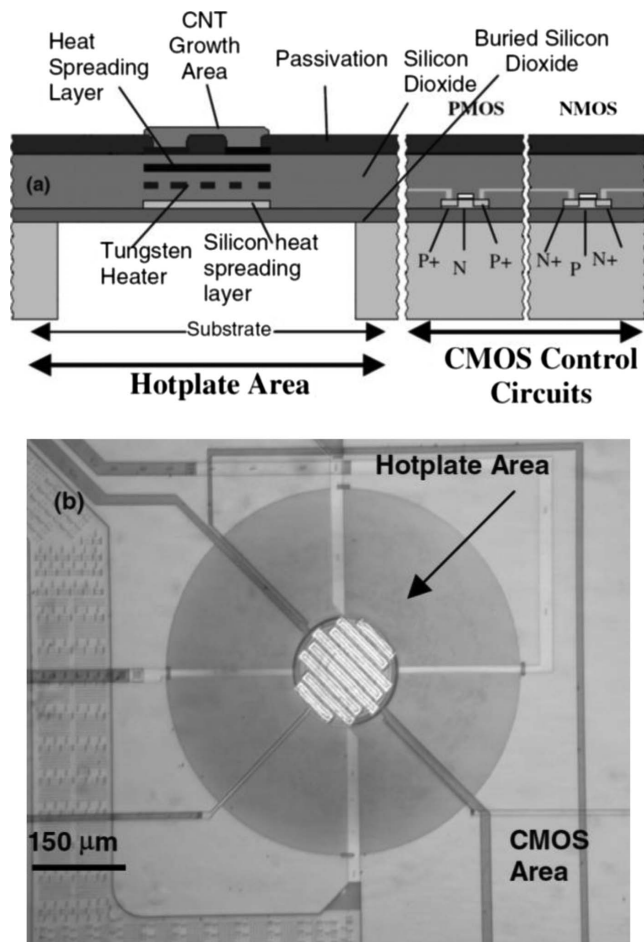 CNT
Growth
Area
Heat
Spreading
Layer
Passivation
Silicon
Dioxide
Buried Silicon
Dioxide
PMOS
NMOS
(a)
Tungsten
Heater
Silicon heat
spreading
layer
P+
N
P+
N+
P
N+
Substrate
Hotplate Area
CMOS Control
Circuits
(b)
Hotplate Area
150 μm
CMOS
Area